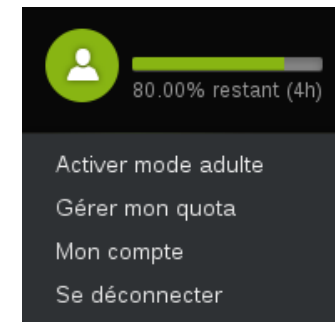 80.00% restant (4h)
Activer mode adulte
Gérer mon quota
Mon compte
Se déconnecter